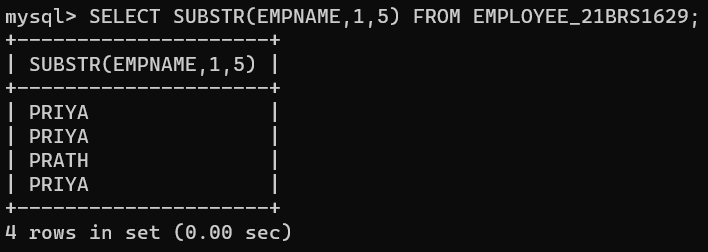 mysql> SELECT SUBSTR(EMPNAME,1,5) FROM EMPLOYEE_21BRS1629;
+---------------------+
| SUBSTR(EMPNAME,1,5) |
+---------------------+
| PRIYA               |
| PRIYA               |
| PRATH               |
| PRIYA               |
+---------------------+
4 rows in set (0.00 sec)